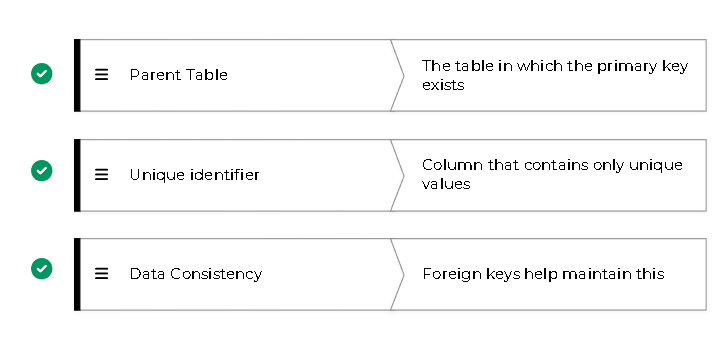 Parent Table
The table in which the primary key
exists
Unique identifier
Column that contains only unique
values
Data Consistency
Foreign keys help maintain this